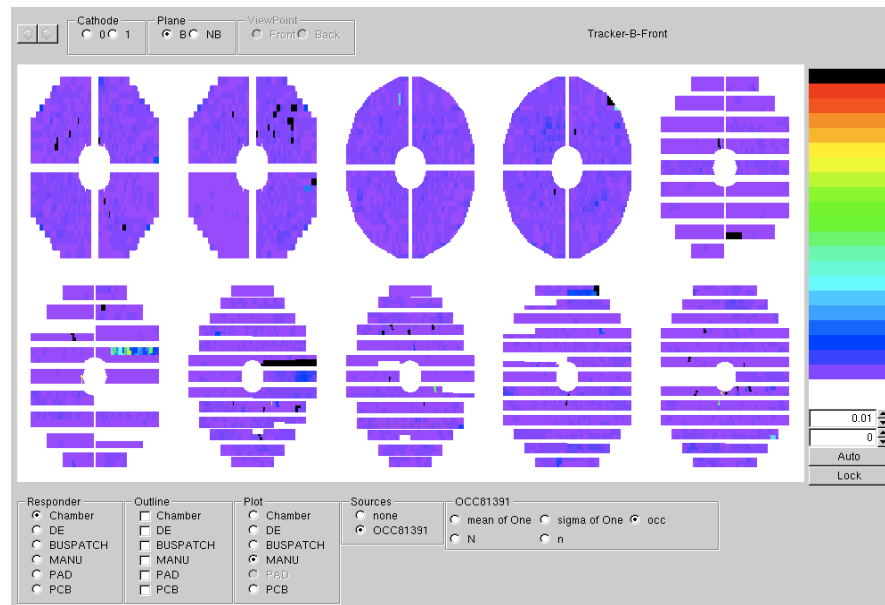 Cathode
0 1
Plane
B NB
ViewPoint
Front Back
Tracker-B-Front
0.01
0
Auto
Lock
Responder
Chamber
DE
BUSPATCH
MANU
PAD
PCB
Outline
Chamber
DE
BUSPATCH
MANU
PAD
PCB
Plot
Chamber
DE
BUSPATCH
MANU
PAD
PCB
Sources
none
OCC81391
OCC81391
mean of One sigma of One occ
N n